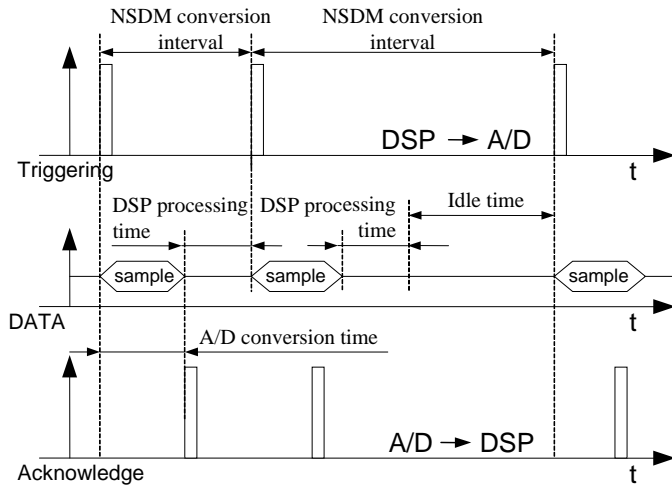 NSDM conversion
interval
NSDM conversion
interval
DSP → A/D
Triggering
t
DSP processing
time
DSP processing
time
Idle time
sample
sample
sample
DATA
t
A/D conversion time
A/D → DSP
Acknowledge
t